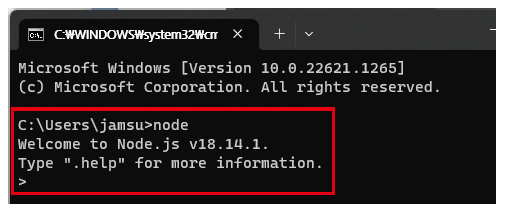 C:₩WINDOWS₩system32₩cm
Microsoft Windows [Version 10.0.22621.1265]
(c) Microsoft Corporation. All rights reserved.
C:\Users\jamsu>node
Welcome to Node.js v18.14.1.
Type ".help" for more information.
>